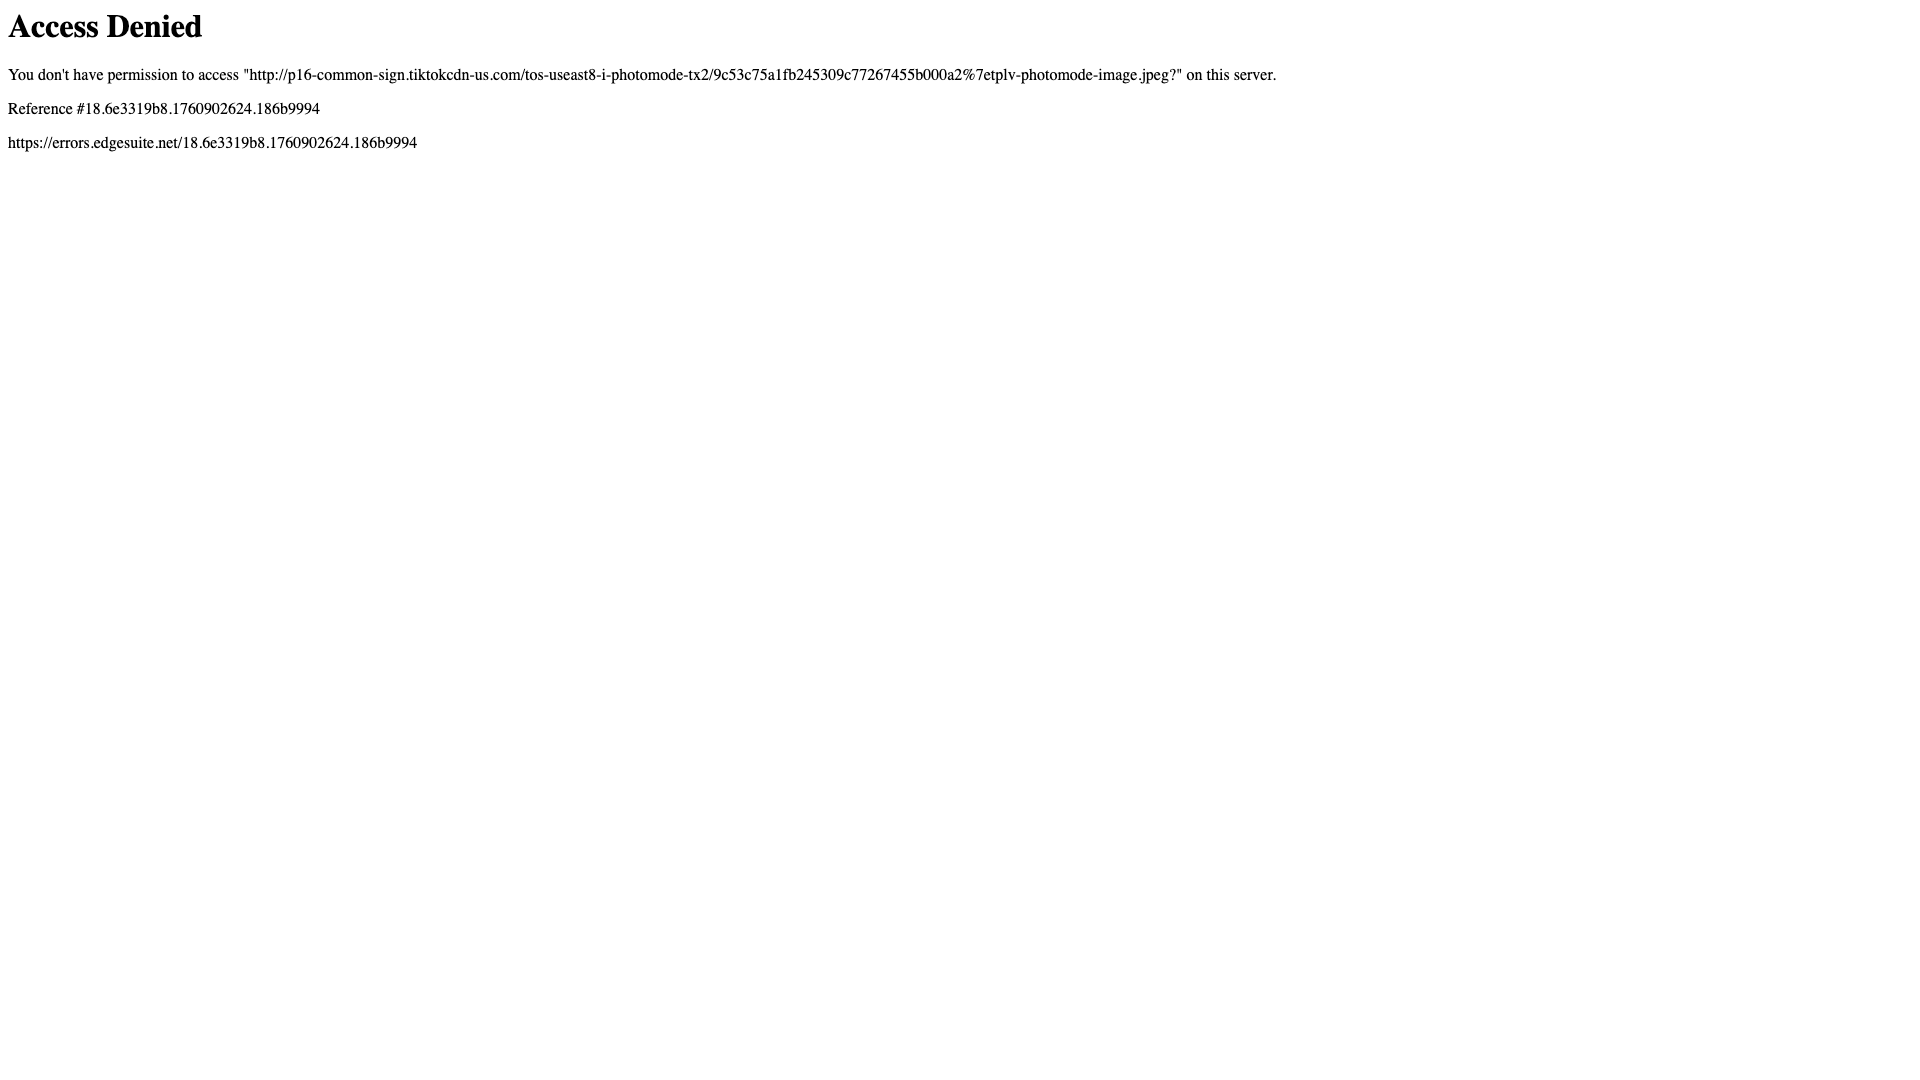 Access Denied
You don't have permission to access "http://p16-common-sign.tiktokcdn-us.com/tos-useast8-i-photomode-tx2/9c53c75a1fb245309c77267455b000a2%7etplv-photomode-image.jpeg?" on this server.
Reference #18.6e3319b8.1760902624.186b9994
https://errors.edgesuite.net/18.6e3319b8.1760902624.186b9994